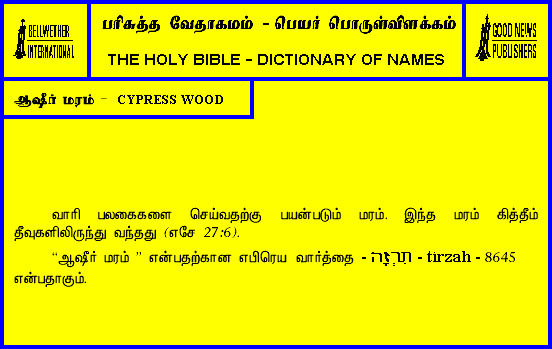 BELLWETHER
INTERNATIONAL
பரிசுத்த வேதாகமம் - பெயர் பொருள்விளக்கம்
THE HOLY BIBLE - DICTIONARY OF NAMES
GOOD NEWS
PUBLISHERS
ஆஷீர் மரம் - CYPRESS WOOD
வாரி பலகைகளை செய்வதற்கு பயன்படும் மரம். இந்த மரம் கித்தீம்
தீவுகளிலிருந்து வந்தது (எசே 27:6).
“ஆஷீர் மரம் ” என்பதற்கான எபிரெய வார்த்தை - תִּרְזָה - tirzah - 8645
என்பதாகும்.